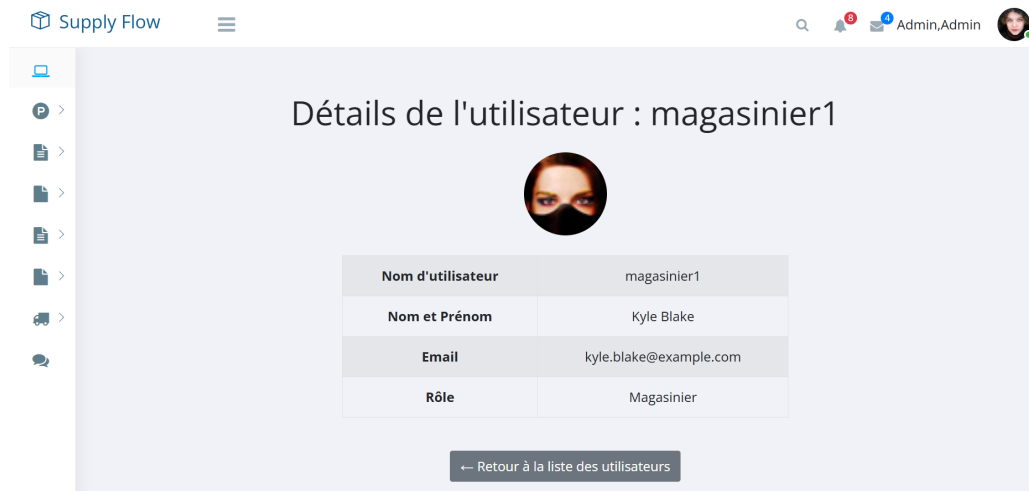 Supply Flow
8
4
Admin,Admin
P
Détails de l'utilisateur : magasinier1
Nom d'utilisateur magasinier1
Nom et Prénom Kyle Blake
Email kyle.blake@example.com
Rôle Magasinier
← Retour à la liste des utilisateurs